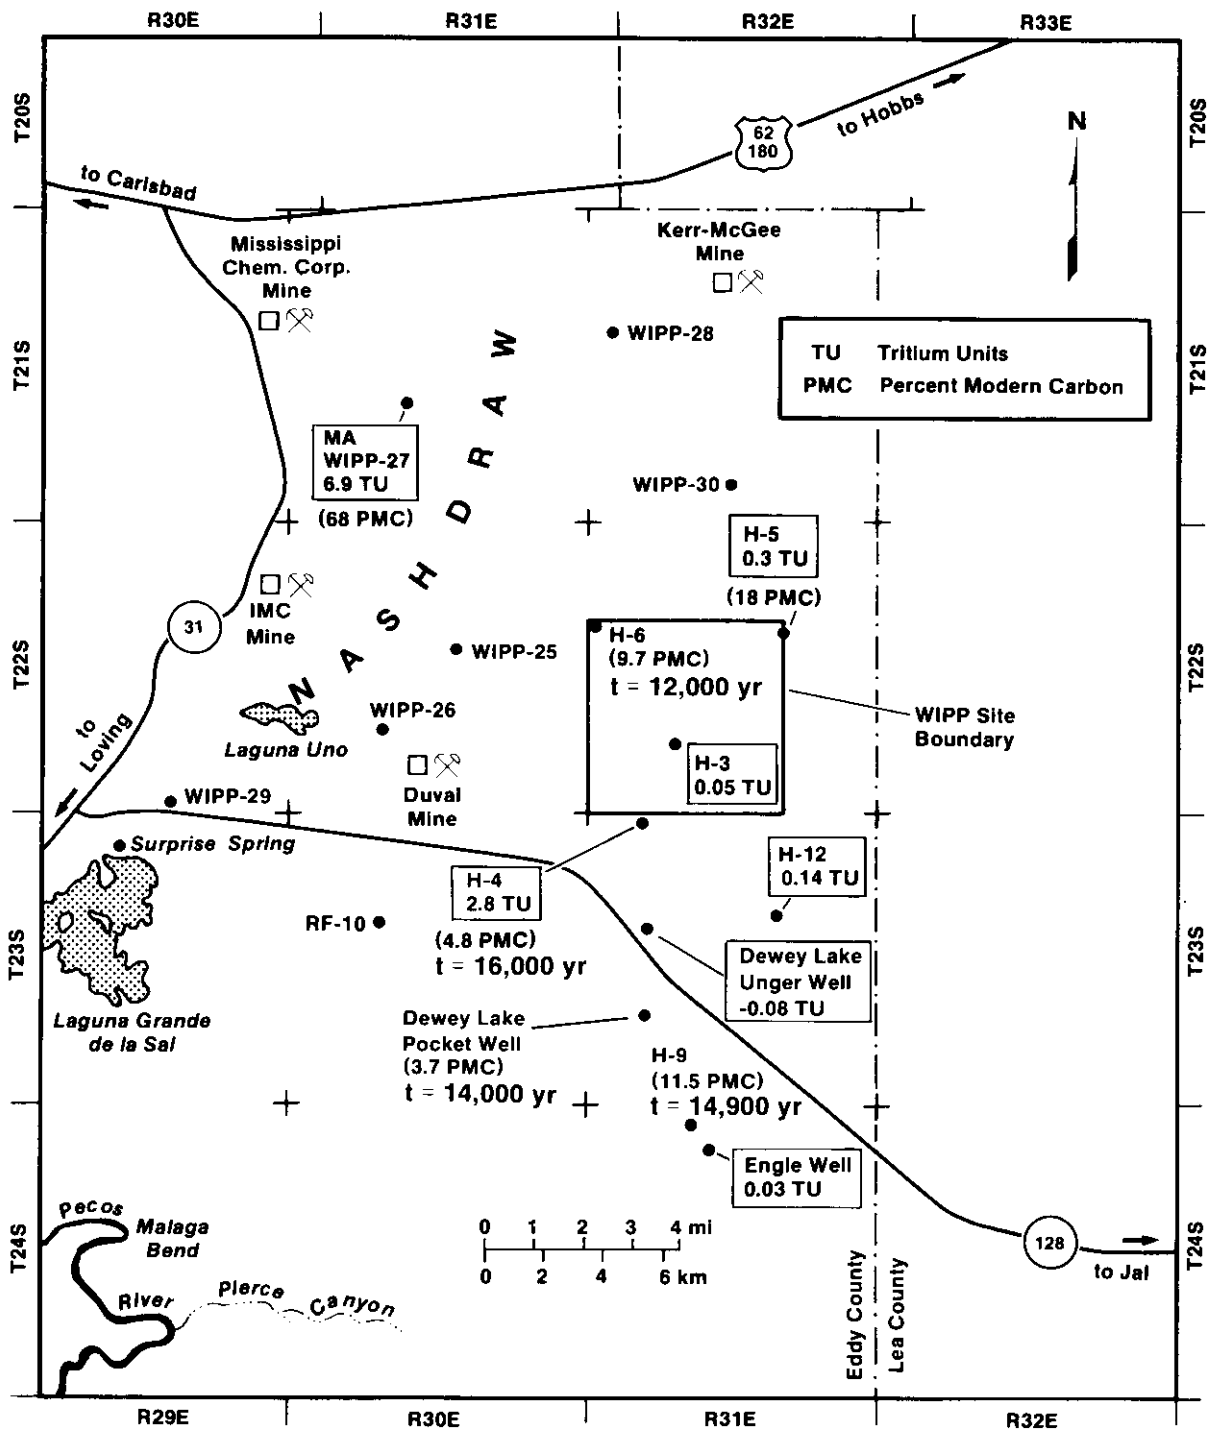 R30E
R31E
R32E
R33E
T20S
T20S
to Hobbs
62
180
N
to Carlsbad
Mississippi
Chem. Corp.
Mine
Kerr-McGee
Mine
WIPP-28
TU Tritium Units
PMC Percent Modern Carbon
T21S
T21S
MA
WIPP-27
6.9 TU
(68 PMC)
NASH DRAW
WIPP-30
H-5
0.3 TU
(18 PMC)
IMC
Mine
31
H-6
(9.7 PMC)
t = 12,000 yr
WIPP-25
T22S
T22S
WIPP-26
Laguna Uno
to
Loving
WIPP Site
Boundary
H-3
0.05 TU
Duval
Mine
WIPP-29
Surprise Spring
H-12
0.14 TU
H-4
2.8 TU
(4.8 PMC)
t = 16,000 yr
RF-10
T23S
T23S
Dewey Lake
Unger Well
-0.08 TU
Laguna Grande
de la Sal
Dewey Lake
Pocket Well
(3.7 PMC)
t = 14,000 yr
H-9
(11.5 PMC)
t = 14,900 yr
Engle Well
0.03 TU
Pecos
Malaga
Bend
River
Pierce Canyon
0 1 2 3 4 mi
0 2 4 6 km
T24S
T24S
128
to Jal
Eddy County
Lea County
R29E
R30E
R31E
R32E